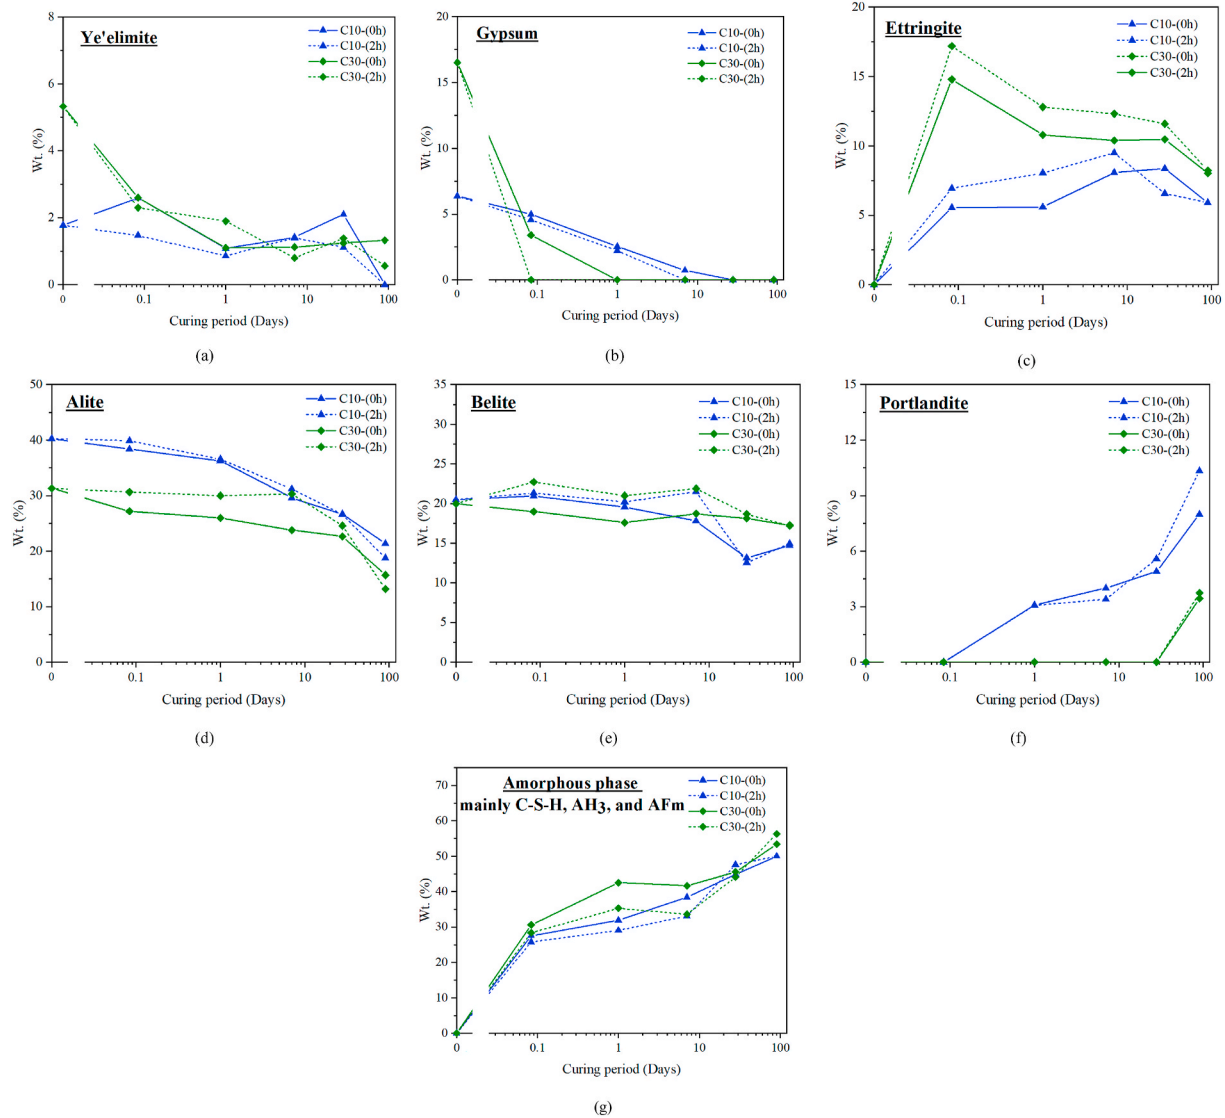 Ye'elimite
C10-(0h)
C10-(2h)
C30-(0h)
C30-(2h)
Wt. (%)
8
6
4
2
0
0 0.1 1 10 100
Curing period (Days)
(a)
Gypsum
C10-(0h)
C10-(2h)
C30-(0h)
C30-(2h)
Wt. (%)
20
15
10
5
0
0 0.1 1 10 100
Curing period (Days)
(b)
Ettringite
C10-(0h)
C10-(2h)
C30-(0h)
C30-(2h)
Wt. (%)
20
15
10
5
0
0 0.1 1 10 100
Curing period (Days)
(c)
Alite
C10-(0h)
C10-(2h)
C30-(0h)
C30-(2h)
Wt. (%)
50
40
30
20
10
0
0 0.1 1 10 100
Curing period (Days)
(d)
Belite
C10-(0h)
C10-(2h)
C30-(0h)
C30-(2h)
Wt. (%)
35
30
25
20
15
10
5
0
0 0.1 1 10 100
Curing period (Days)
(e)
Portlandite
C10-(0h)
C10-(2h)
C30-(0h)
C30-(2h)
Wt. (%)
15
12
9
6
3
0
0 0.1 1 10 100
Curing period (Days)
(f)
Amorphous phase
mainly C-S-H, AH3, and AFm
C10-(0h)
C10-(2h)
C30-(0h)
C30-(2h)
Wt. (%)
70
60
50
40
30
20
10
0
0 0.1 1 10 100
Curing period (Days)
(g)